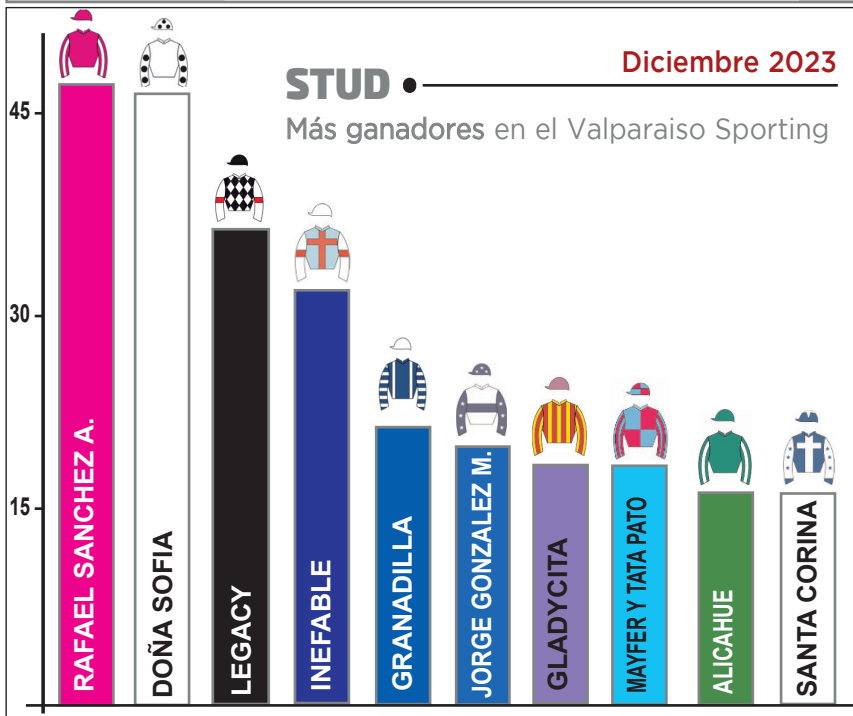 Diciembre 2023
STUD
Más ganadores en el Valparaiso Sporting
45
30
15
RAFAEL SANCHEZ A.
DOÑA SOFIA
LEGACY
INEFABLE
GRANADILLA
JORGE GONZALEZ M.
GLADYCITA
MAYFER Y TATA PATO
ALICAHUE
SANTA CORINA